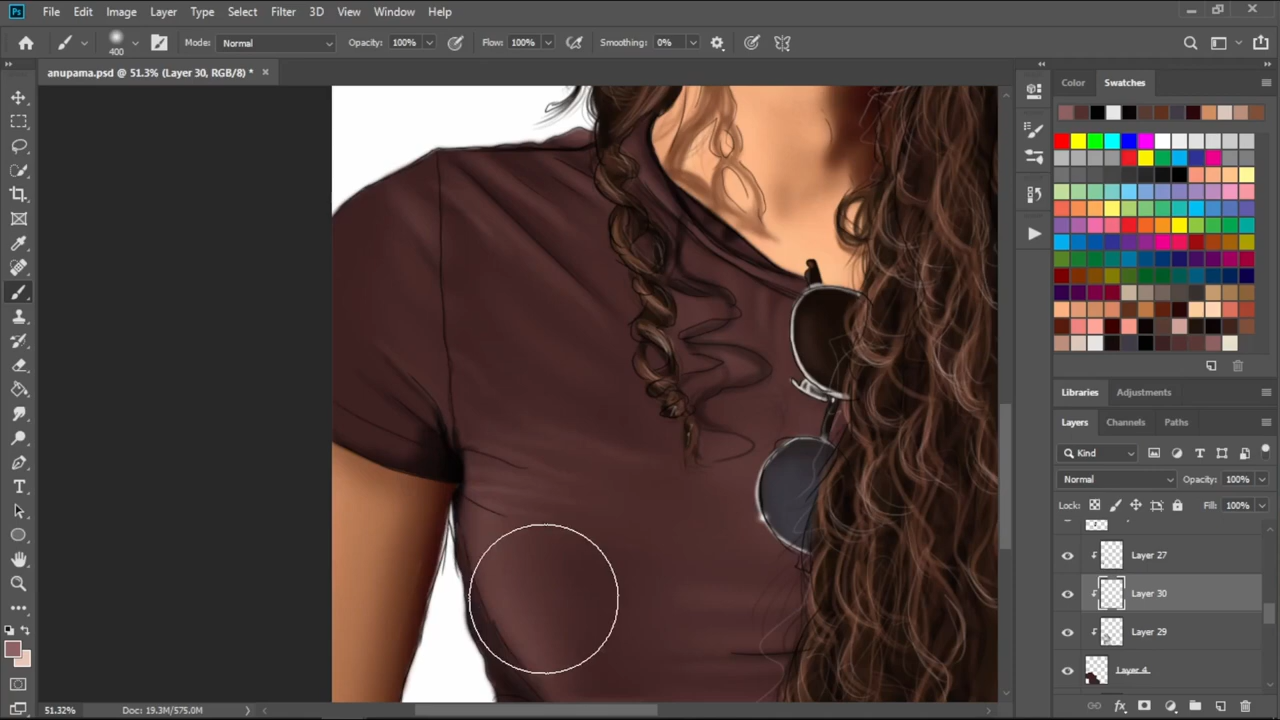 Ps File Edit Image Layer Type Select Filter 3D View Window Help
400 Mode: Normal Opacity: 100% Flow: 100% Smoothing: 0%
anupama.psd @ 51.3% (Layer 30, RGB/8) * ×
Color Swatches
Libraries Adjustments
Layers Channels Paths
Kind
Normal Opacity: 100%
Lock: Fill: 100%
Layer 27
Layer 30
Layer 29
Layer 4
51.32% Doc: 19.3M/575.0M